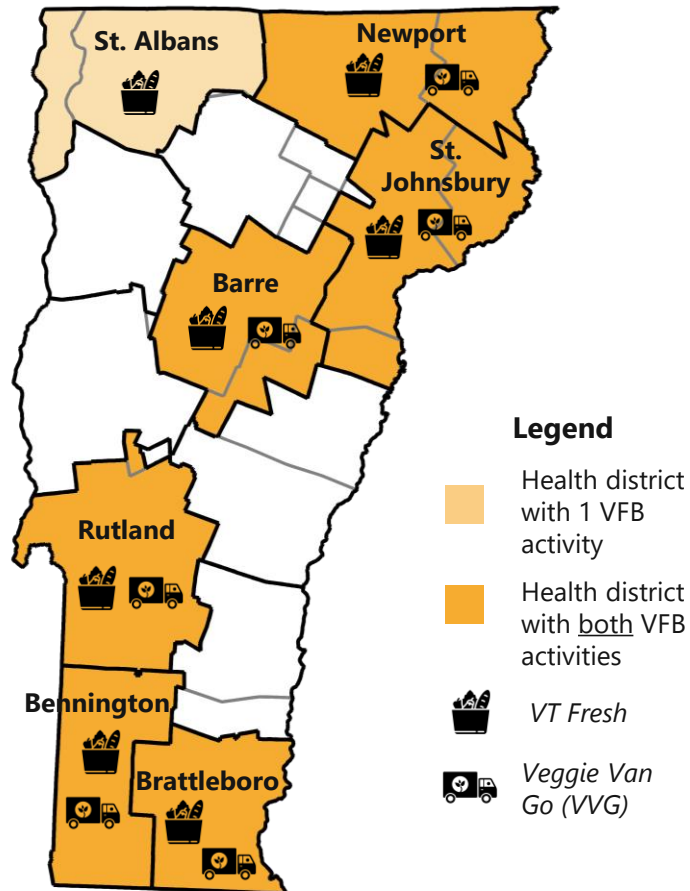 St. Albans
Newport
St.
Johnsbury
Barre
Rutland
Bennington
Brattleboro
Legend
Health district
with 1 VFB
activity
Health district
with both VFB
activities
VT Fresh
Veggie Van
Go (VVG)